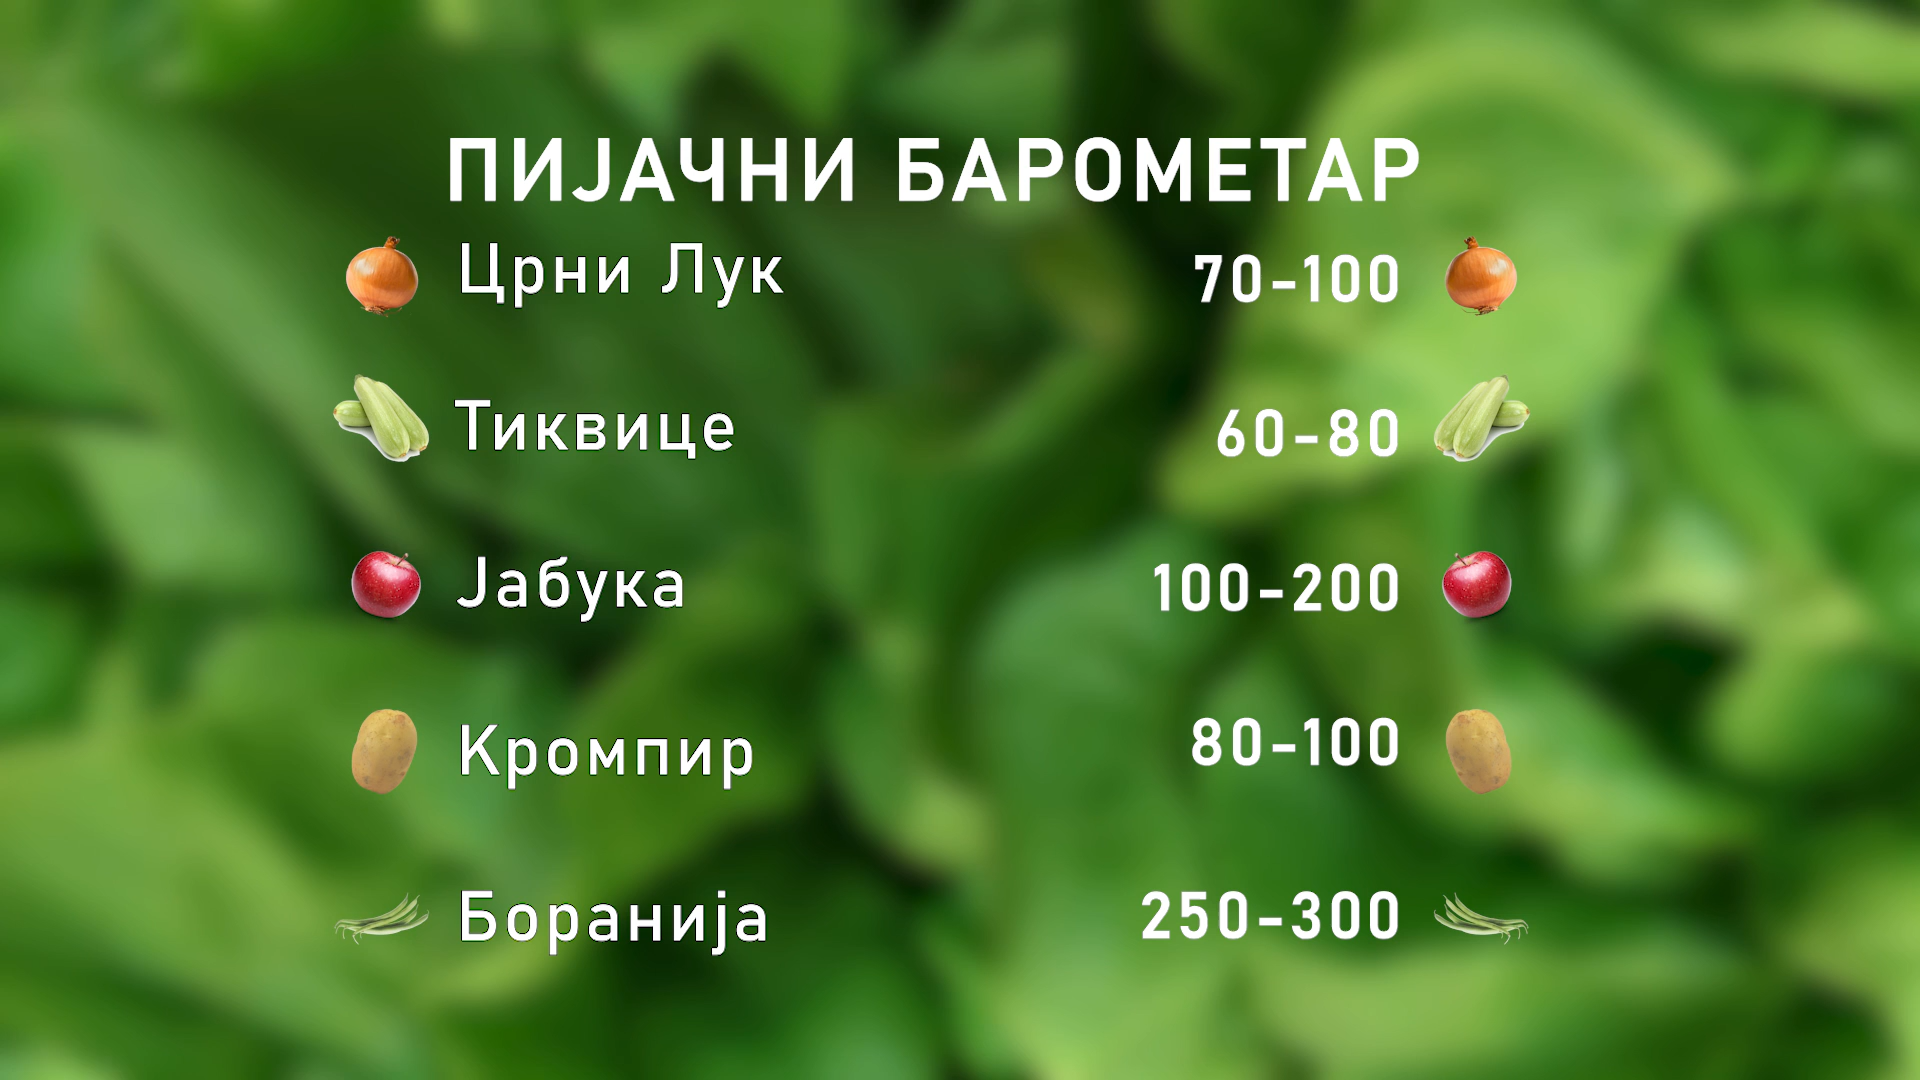 ПИЈАЧНИ БАРОМЕТАР
Црни Лук 70-100
Тиквице 60-80
Јабука 100-200
Кромпир 80-100
Боранија 250-300